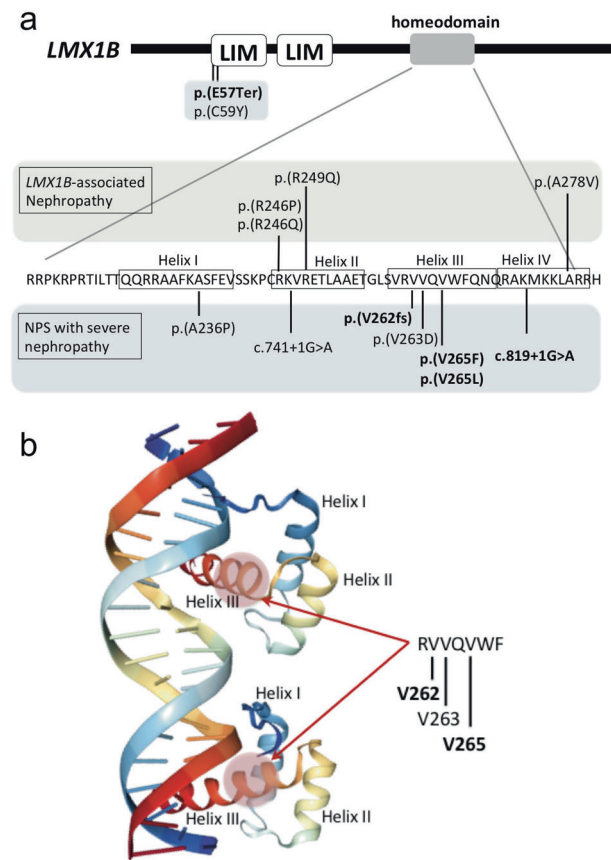 a
homeodomain
LMX1B
LIM
LIM
p.(E57Ter)
p.(C59Y)
LMX1B-associated
Nephropathy
p.(R249Q)
p.(A278V)
p.(R246P)
p.(R246Q)
Helix I
Helix II
Helix III
Helix IV
RRPKRPRTILTTQQRRAAFKASFEVSSKPCRKVRETLAAETGLSVRVVQVWFQNQRAKMKKLARRH
NPS with severe
nephropathy
p.(A236P)
c.741+1G>A
p.(V262fs)
p.(V263D)
p.(V265F)
p.(V265L)
c.819+1G>A
b
Helix I
Helix II
Helix III
RVVQVWF
V262
V263
V265
Helix I
Helix III
Helix II